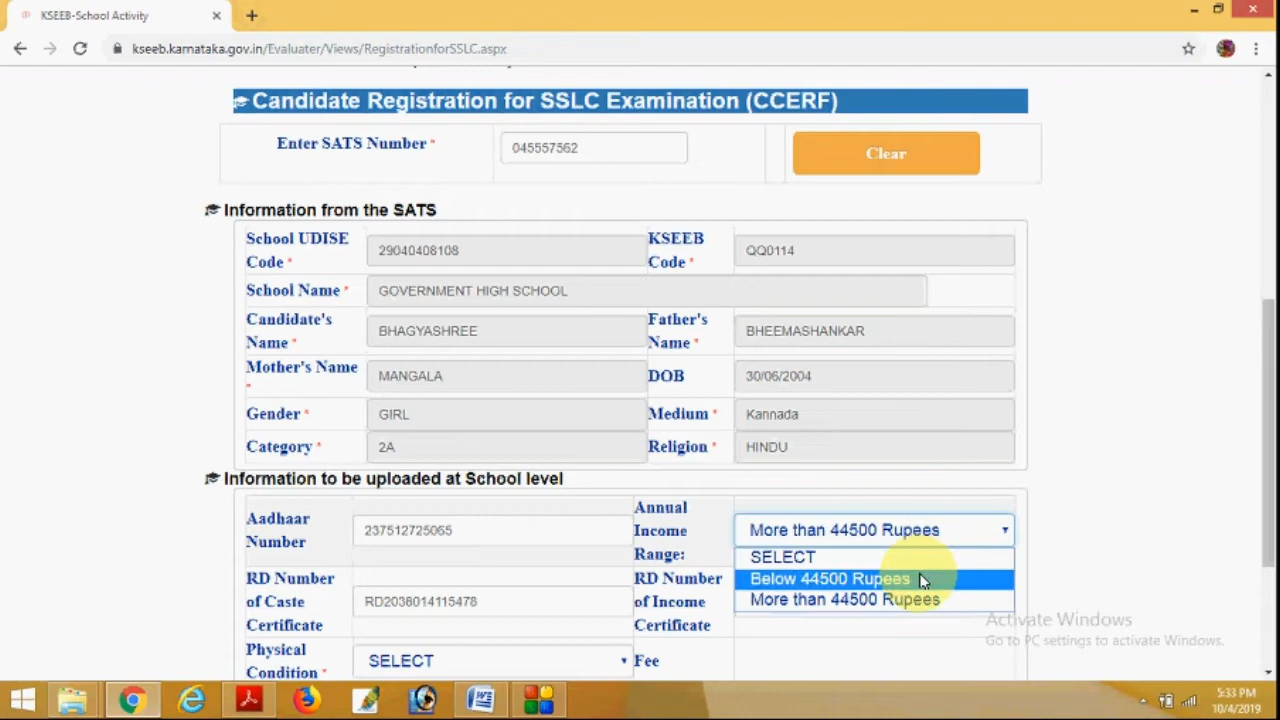 KSEEB-School Activity
kseeb.karnataka.gov.in/Evaluater/Views/RegistrationforSSLC.aspx
Candidate Registration for SSLC Examination (CCERF)
Enter SATS Number * 045557562 Clear
Information from the SATS
School UDISE Code * 29040408108 KSEEB Code * QQ0114
School Name * GOVERNMENT HIGH SCHOOL
Candidate's Name * BHAGYASHREE Father's Name * BHEEMASHANKAR
Mother's Name * MANGALA DOB 30/06/2004
Gender * GIRL Medium * Kannada
Category * 2A Religion * HINDU
Information to be uploaded at School level
Aadhaar Number 237512725065 Annual Income Range: More than 44500 Rupees
SELECT
Below 44500 Rupees
More than 44500 Rupees
RD Number of Caste Certificate RD2038014115478 RD Number of Income Certificate
Activate Windows
Go to PC settings to activate Windows.
Physical Condition * SELECT Fee
5:33 PM
10/4/2019